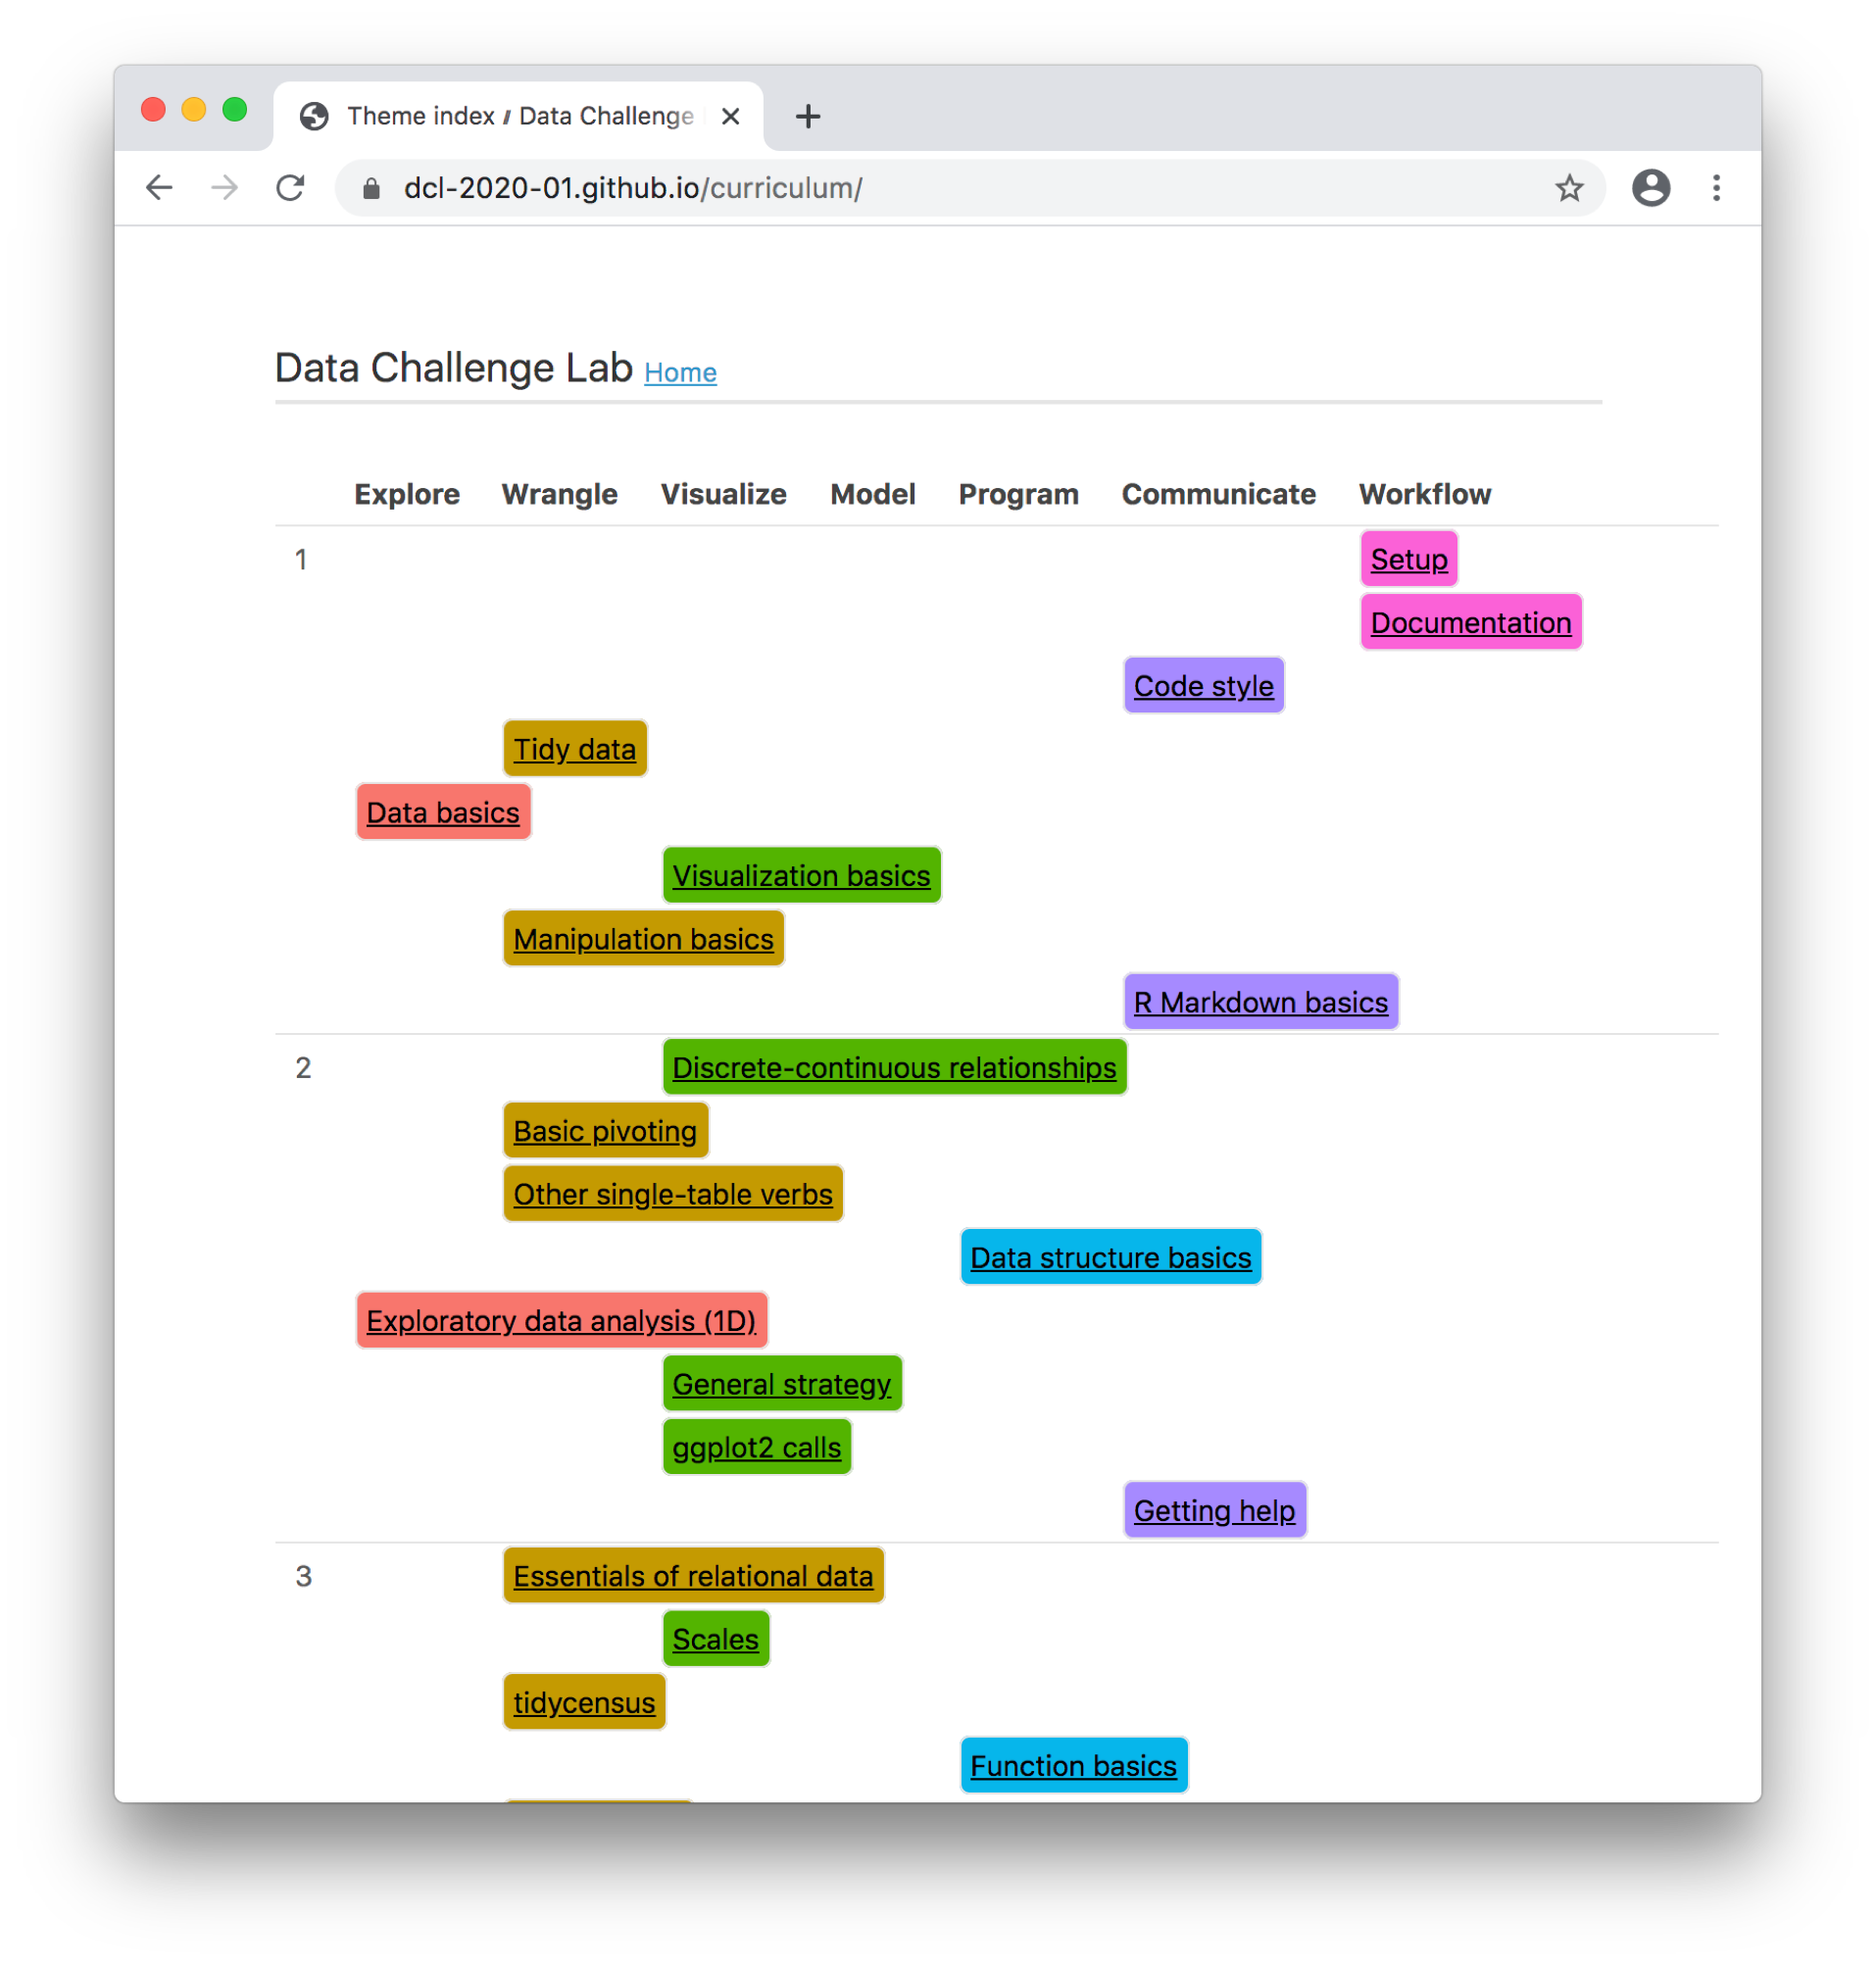 Theme index // Data Challenge
dcl-2020-01.github.io/curriculum/
Data Challenge Lab Home
Explore Wrangle Visualize Model Program Communicate Workflow
1 Setup
Documentation
Code style
Tidy data
Data basics
Visualization basics
Manipulation basics
R Markdown basics
2 Discrete-continuous relationships
Basic pivoting
Other single-table verbs
Data structure basics
Exploratory data analysis (1D)
General strategy
ggplot2 calls
Getting help
3 Essentials of relational data
Scales
tidycensus
Function basics